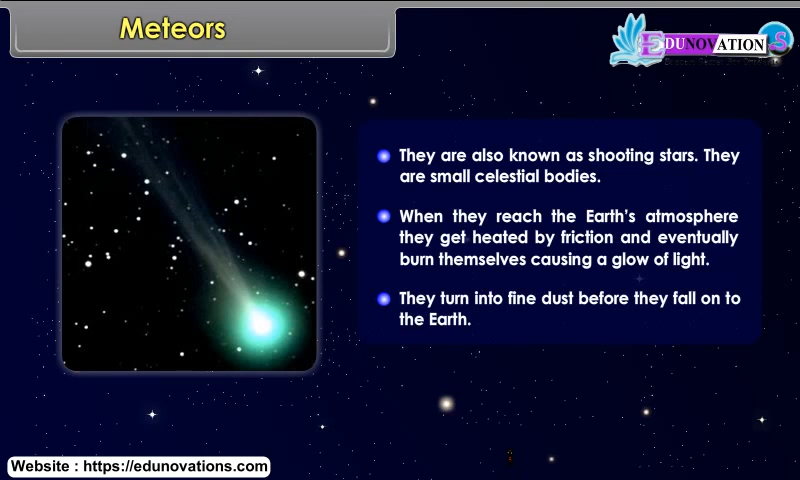 Meteors
EDUNOVATION.S
They are also known as shooting stars. They
are small celestial bodies.
When they reach the Earth's atmosphere
they get heated by friction and eventually
burn themselves causing a glow of light.
They turn into fine dust before they fall on to
the Earth.
Website : https://edunovations.com